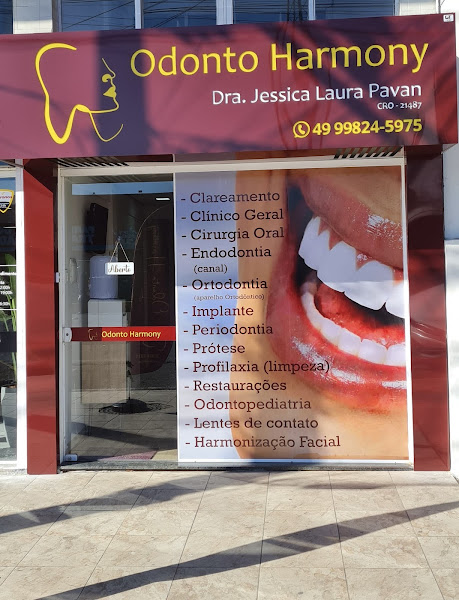 Odonto Harmony
Dra. Jessica Laura Pavan
CRO - 21487
49 99824-5975
- Clareamento
- Clínico Geral
- Cirurgia Oral
- Endodontia
(canal)
- Ortodontia
(aparelho Ortodôntico)
- Implante
- Periodontia
- Prótese
- Profilaxia (limpeza)
- Restaurações
- Odontopediatria
- Lentes de contato
- Harmonização Facial
Aberto
Odonto Harmony